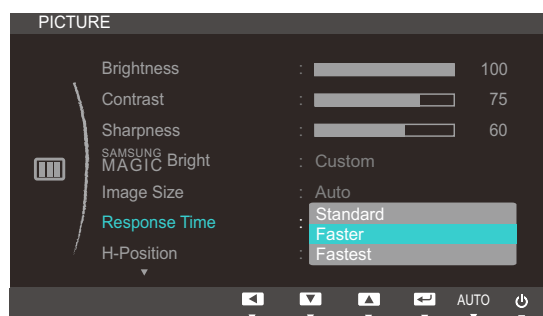 PICTURE
Brightness : 100
Contrast : 75
Sharpness : 60
SAMSUNG
MAGIC Bright : Custom
Image Size : Auto
Response Time : Standard
Faster
H-Position : Fastest
AUTO